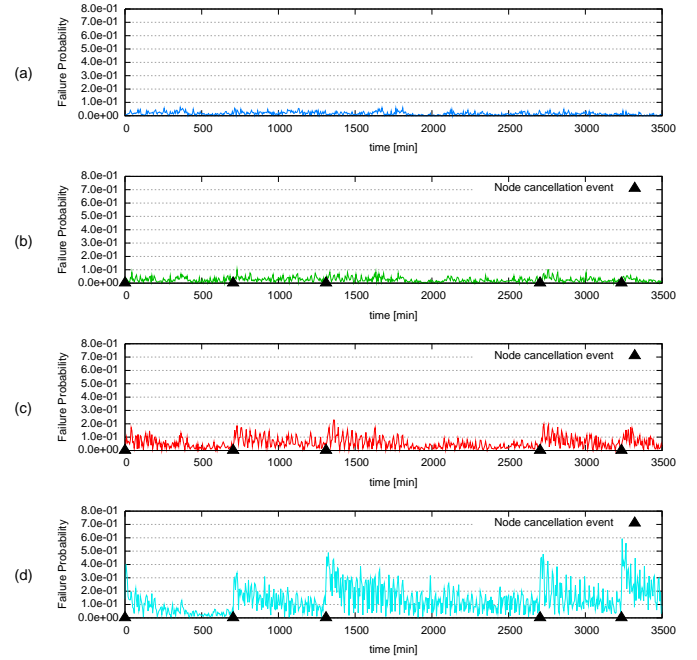 (a)
Failure Probability
8.0e-01
7.0e-01
6.0e-01
5.0e-01
4.0e-01
3.0e-01
2.0e-01
1.0e-01
0.0e+00
0 500 1000 1500 2000 2500 3000 3500
time [min]
(b)
Failure Probability
8.0e-01
7.0e-01
6.0e-01
5.0e-01
4.0e-01
3.0e-01
2.0e-01
1.0e-01
0.0e+00
Node cancellation event
0 500 1000 1500 2000 2500 3000 3500
time [min]
(c)
Failure Probability
8.0e-01
7.0e-01
6.0e-01
5.0e-01
4.0e-01
3.0e-01
2.0e-01
1.0e-01
0.0e+00
Node cancellation event
0 500 1000 1500 2000 2500 3000 3500
time [min]
(d)
Failure Probability
8.0e-01
7.0e-01
6.0e-01
5.0e-01
4.0e-01
3.0e-01
2.0e-01
1.0e-01
0.0e+00
Node cancellation event
0 500 1000 1500 2000 2500 3000 3500
time [min]